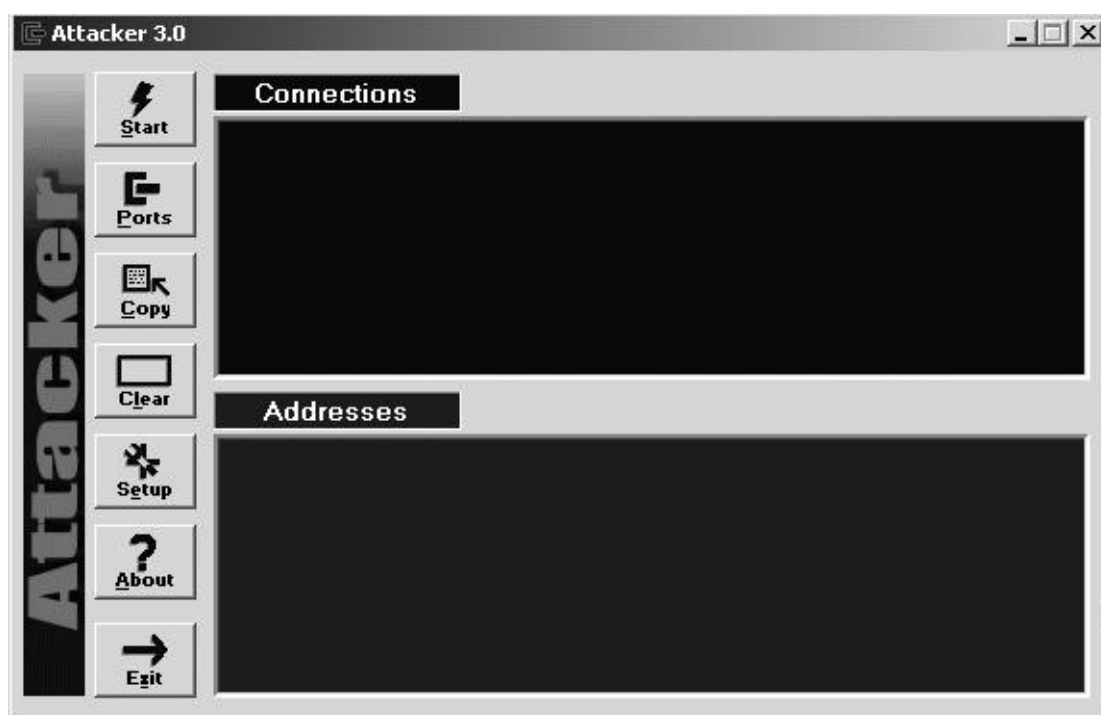 Attacker 3.0
Attacker
Start
Ports
Copy
Clear
Setup
About
Exit
Connections
Addresses